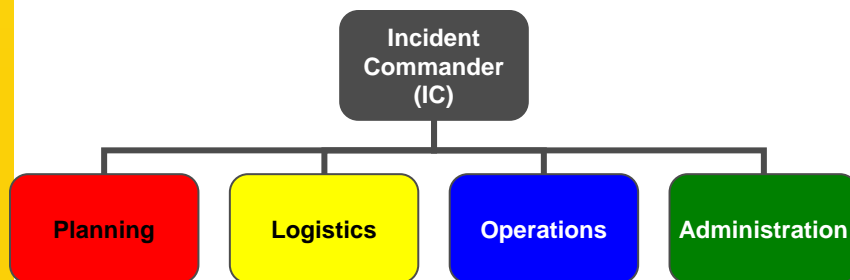 Incident
Commander
(IC)
Planning
Logistics
Operations
Administration